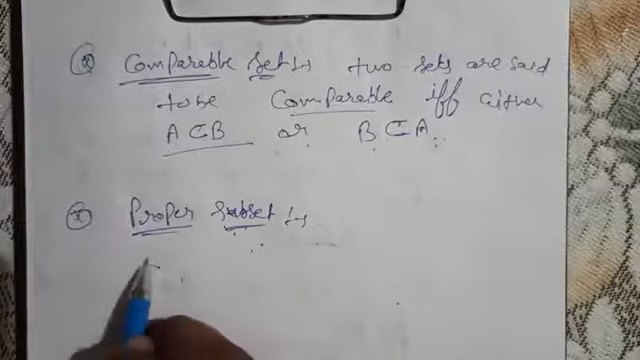 Comparable Set :→ two sets are said
to be Comparable iff either
A ⊂ B or B ⊂ A.
Proper Subset :→